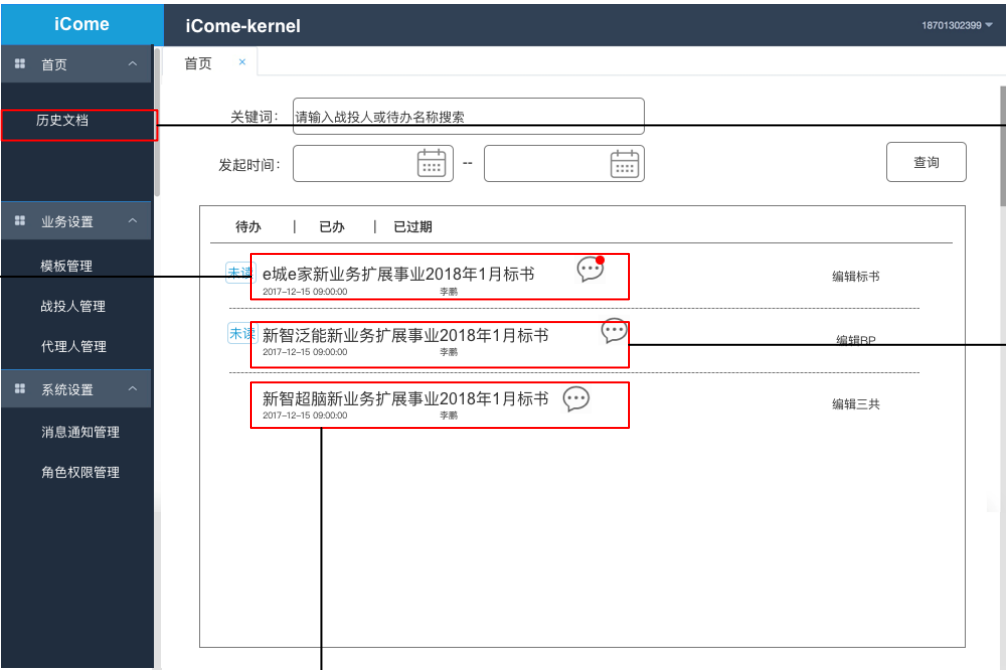 iCome
iCome-kernel
18701302399
首页
首页 ×
历史文档
关键词: 请输入战投人或待办名称搜索
发起时间: --
查询
业务设置
待办 | 已办 | 已过期
模板管理
未读 e城e家新业务扩展事业2018年1月标书 编辑标书
2017-12-15 09:00:00 李鹏
战投人管理
未读 新智泛能新业务扩展事业2018年1月标书 编辑BP
2017-12-15 09:00:00 李鹏
代理人管理
系统设置
新智超脑新业务扩展事业2018年1月标书 编辑三共
2017-12-15 09:00:00 李鹏
消息通知管理
角色权限管理